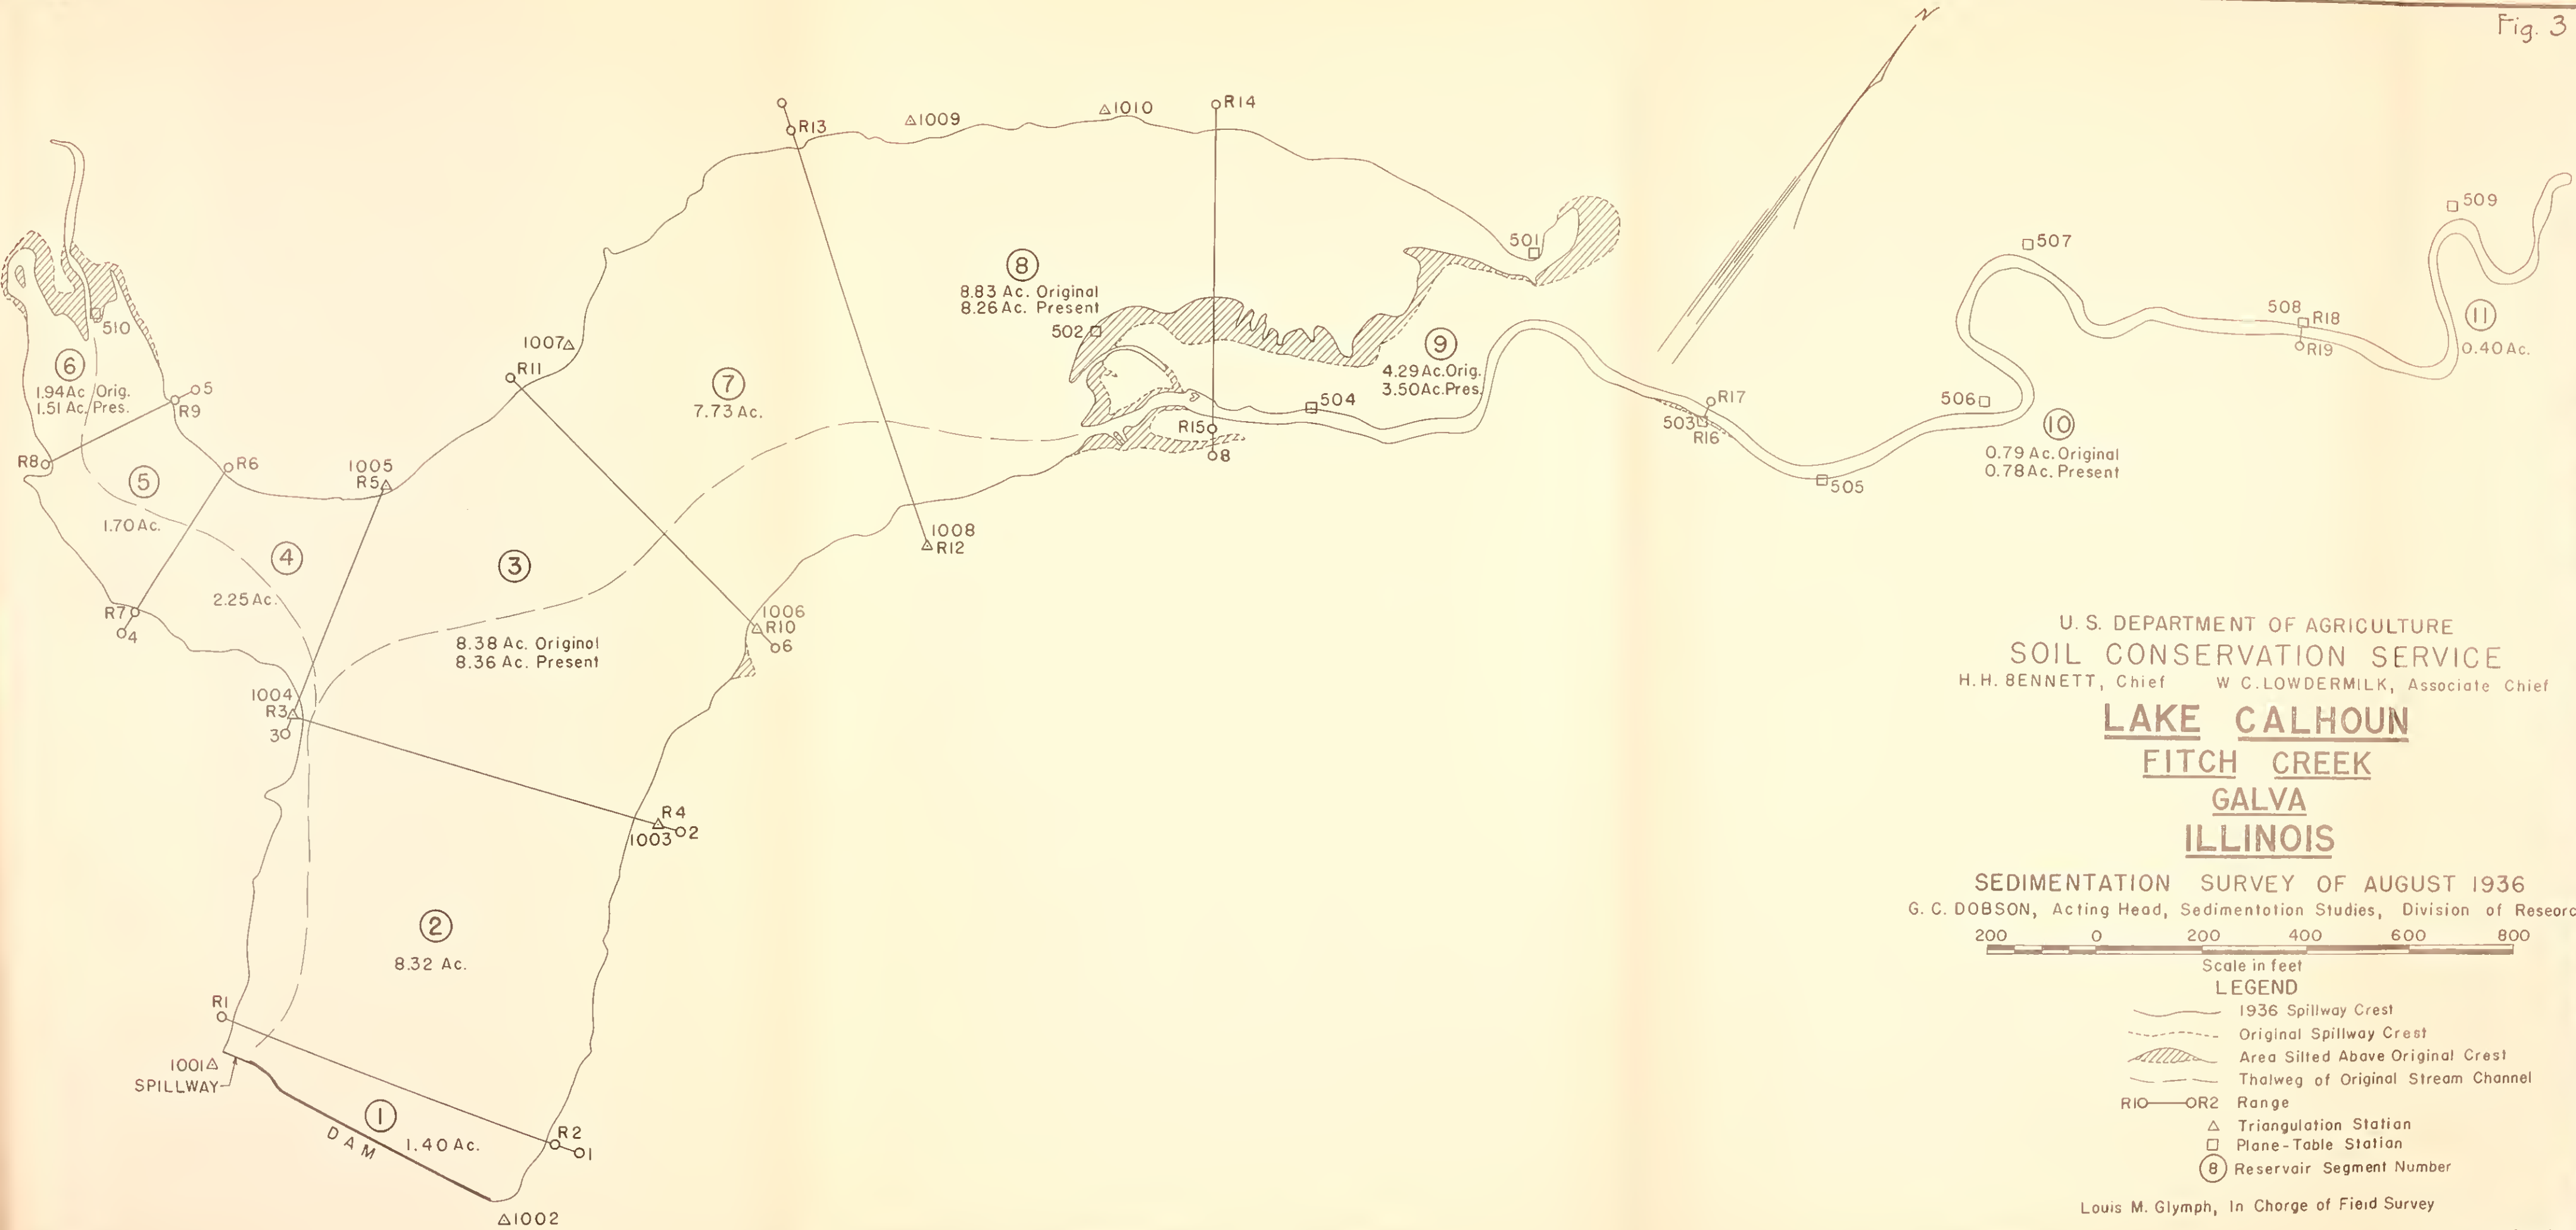 Fig. 3
N
R13
1009
1010
R14
501
509
507
510
8
8.83 Ac. Original
8.26 Ac. Present
502
508
R18
R19
11
0.40 Ac.
1007
R11
6
1.94 Ac Orig.
1.51 Ac. Pres.
5
R9
7
7.73 Ac.
9
4.29 Ac. Orig.
3.50 Ac. Pres.
504
R17
503
R16
506
10
0.79 Ac. Original
0.78 Ac. Present
R15
8
505
R8
R6
1005
R5
5
1.70 Ac.
1008
R12
4
2.25 Ac.
3
R7
4
8.38 Ac. Original
8.36 Ac. Present
1006
R10
6
1004
R3
3
R4
1003
2
2
8.32 Ac.
R1
1001
SPILLWAY
1
1.40 Ac.
DAM
R2
1
1002
U. S. DEPARTMENT OF AGRICULTURE
SOIL CONSERVATION SERVICE
H. H. BENNETT, Chief W C. LOWDERMILK, Associate Chief
LAKE CALHOUN
FITCH CREEK
GALVA
ILLINOIS
SEDIMENTATION SURVEY OF AUGUST 1936
G. C. DOBSON, Acting Head, Sedimentation Studies, Division of Researc
200 0 200 400 600 800
Scale in feet
LEGEND
1936 Spillway Crest
Original Spillway Crest
Area Silted Above Original Crest
Thalweg of Original Stream Channel
R1 R2 Range
Triangulation Station
Plane-Table Station
8 Reservoir Segment Number
Louis M. Glymph, In Charge of Field Survey